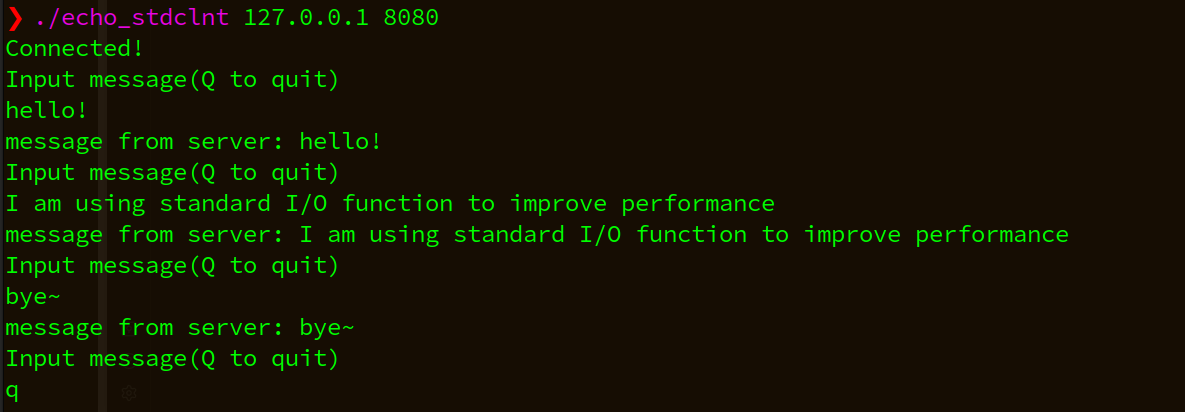 ❯ ./echo_stdclnt 127.0.0.1 8080
Connected!
Input message(Q to quit)
hello!
message from server: hello!
Input message(Q to quit)
I am using standard I/O function to improve performance
message from server: I am using standard I/O function to improve performance
Input message(Q to quit)
bye~
message from server: bye~
Input message(Q to quit)
q